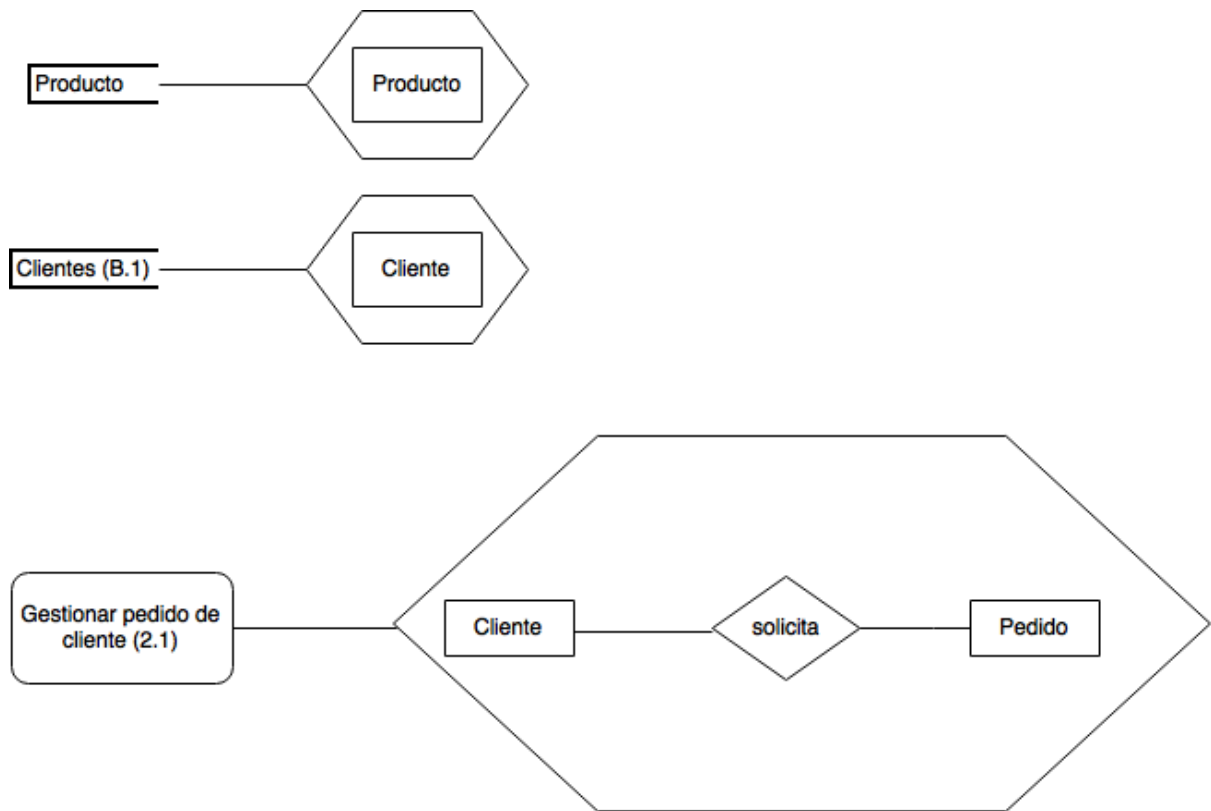 Producto
Producto
Clientes (B.1)
Cliente
Gestionar pedido de
cliente (2.1)
Cliente
solicita
Pedido